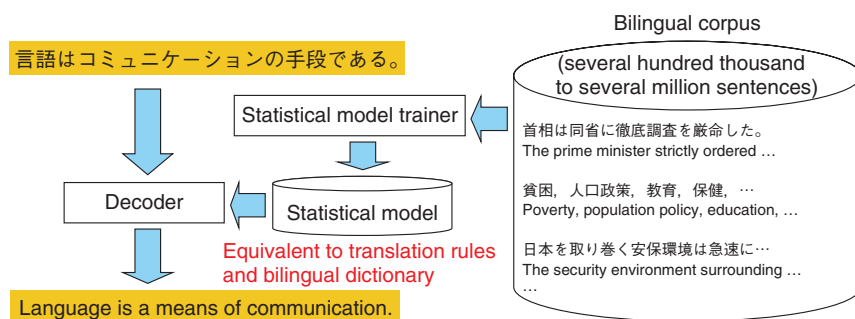 Bilingual corpus
(several hundred thousand
to several million sentences)
言語はコミュニケーションの手段である。
Statistical model trainer
首相は同省に徹底調査を厳命した。
The prime minister strictly ordered …
貧困，人口政策，教育，保健，…
Poverty, population policy, education, …
日本を取り巻く安保環境は急速に…
The security environment surrounding …
…
Decoder
Statistical model
Equivalent to translation rules
and bilingual dictionary
Language is a means of communication.